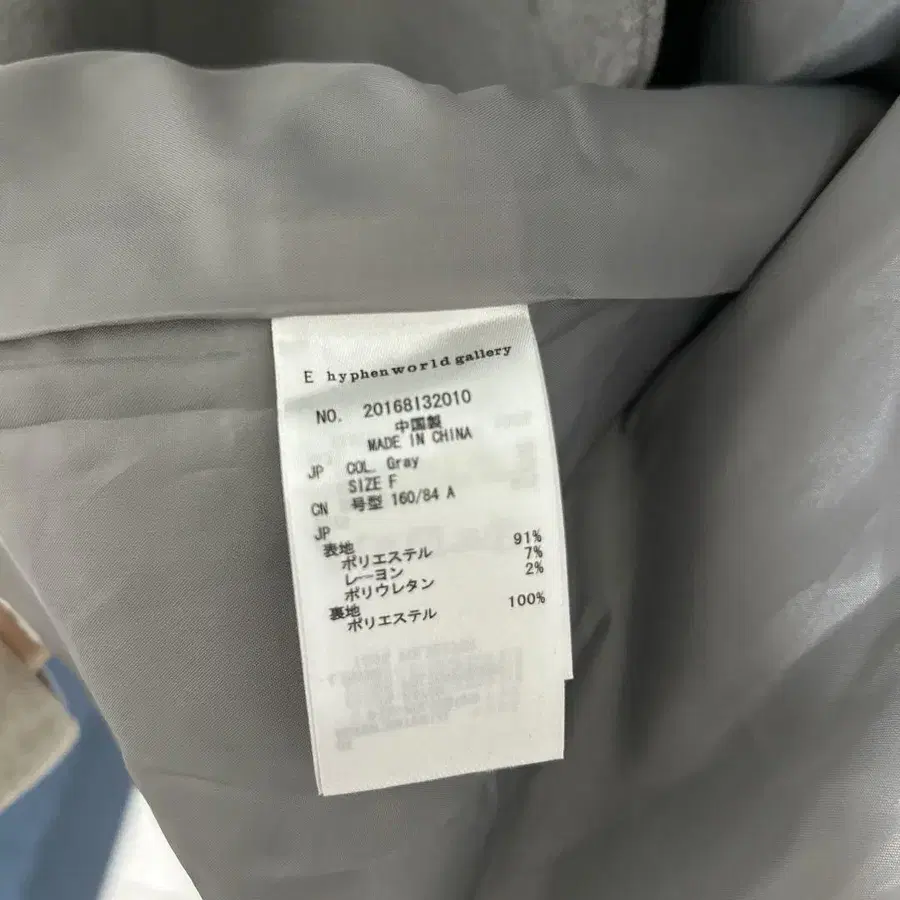 E hyphenworld gallery
NO. 20168I32010
中国製
MADE IN CHINA
JP COL. Gray
SIZE F
CN 号型 160/84 A
JP
表地
ポリエステル 91%
レーヨン 7%
ポリウレタン 2%
裏地
ポリエステル 100%